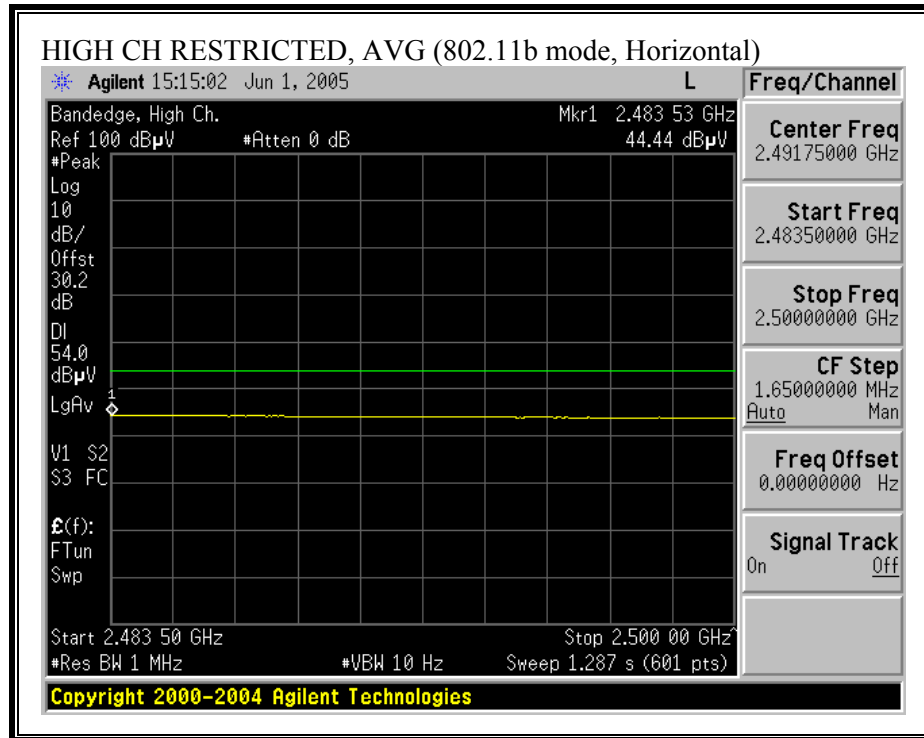 HIGH CH RESTRICTED, AVG (802.11b mode, Horizontal)
Agilent 15:15:02 Jun 1, 2005 L
Bandedge, High Ch. Mkr1 2.483 53 GHz
Ref 100 dBµV #Atten 0 dB 44.44 dBµV
#Peak
Log
10
dB/
Offst
30.2
dB
DI
54.0
dBµV
LgAv
1
V1 S2
S3 FC
£(f):
FTun
Swp
Start 2.483 50 GHz Stop 2.500 00 GHz^
#Res BW 1 MHz #VBW 10 Hz Sweep 1.287 s (601 pts)
Freq/Channel
Center Freq
2.49175000 GHz
Start Freq
2.48350000 GHz
Stop Freq
2.50000000 GHz
CF Step
1.65000000 MHz
Auto Man
Freq Offset
0.00000000 Hz
Signal Track
On Off
Copyright 2000-2004 Agilent Technologies